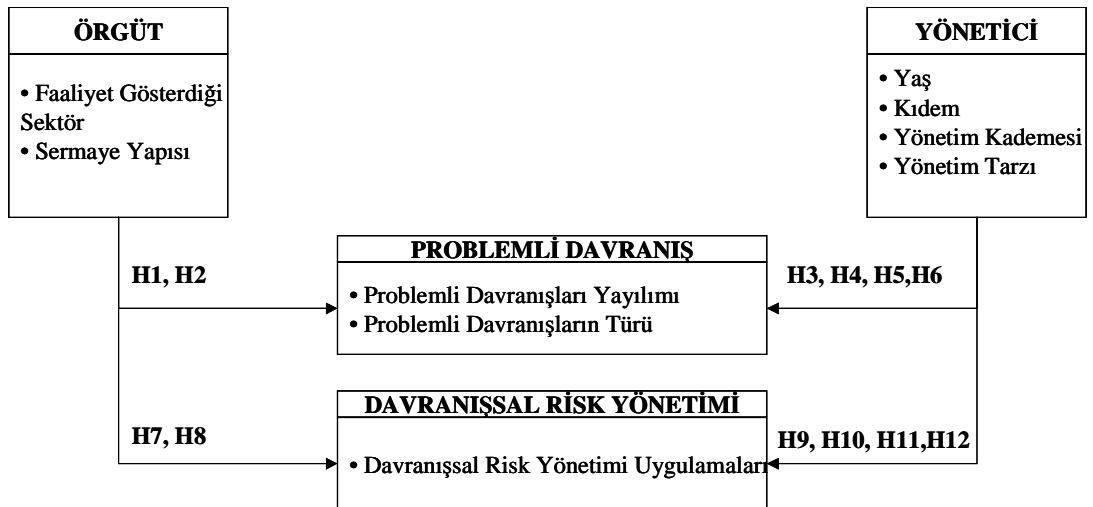 ÖRGÜT
• Faaliyet Gösterdiği
Sektör
• Sermaye Yapısı
YÖNETİCİ
• Yaş
• Kıdem
• Yönetim Kademesi
• Yönetim Tarzı
H1, H2
PROBLEMLİ DAVRANIŞ
• Problemli Davranışları Yayılımı
• Problemli Davranışların Türü
H3, H4, H5,H6
H7, H8
DAVRANIŞSAL RİSK YÖNETİMİ
• Davranışsal Risk Yönetimi Uygulamaları
H9, H10, H11,H12